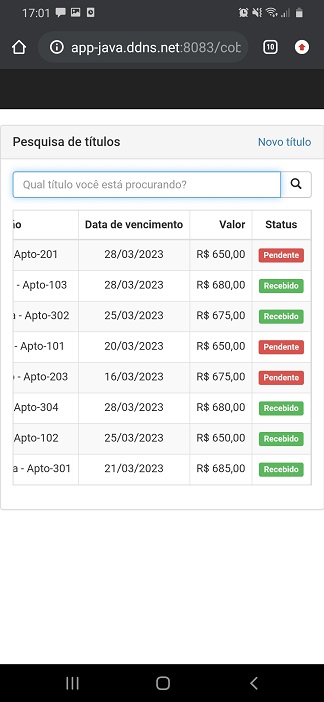 17:01
app-java.ddns.net:8083/cob
10
Pesquisa de títulos
Novo título
Qual título você está procurando?
ão Data de vencimento Valor Status
Apto-201 28/03/2023 R$ 650,00 Pendente
- Apto-103 28/03/2023 R$ 680,00 Recebido
a - Apto-302 25/03/2023 R$ 675,00 Recebido
- Apto-101 20/03/2023 R$ 650,00 Pendente
- Apto-203 16/03/2023 R$ 675,00 Pendente
Apto-304 28/03/2023 R$ 680,00 Recebido
Apto-102 25/03/2023 R$ 650,00 Recebido
a - Apto-301 21/03/2023 R$ 685,00 Recebido